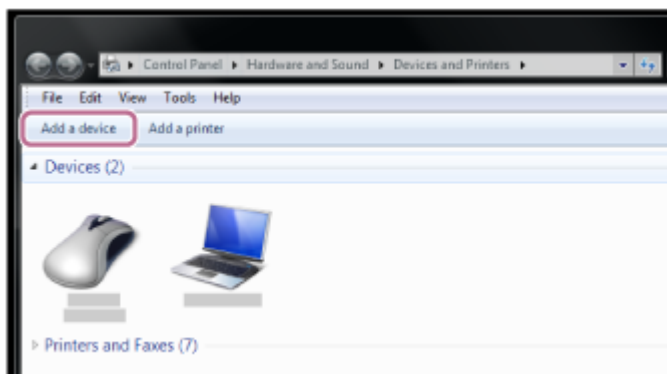 Control Panel ▸ Hardware and Sound ▸ Devices and Printers ▸
File Edit View Tools Help
Add a device Add a printer
Devices (2)
Printers and Faxes (7)